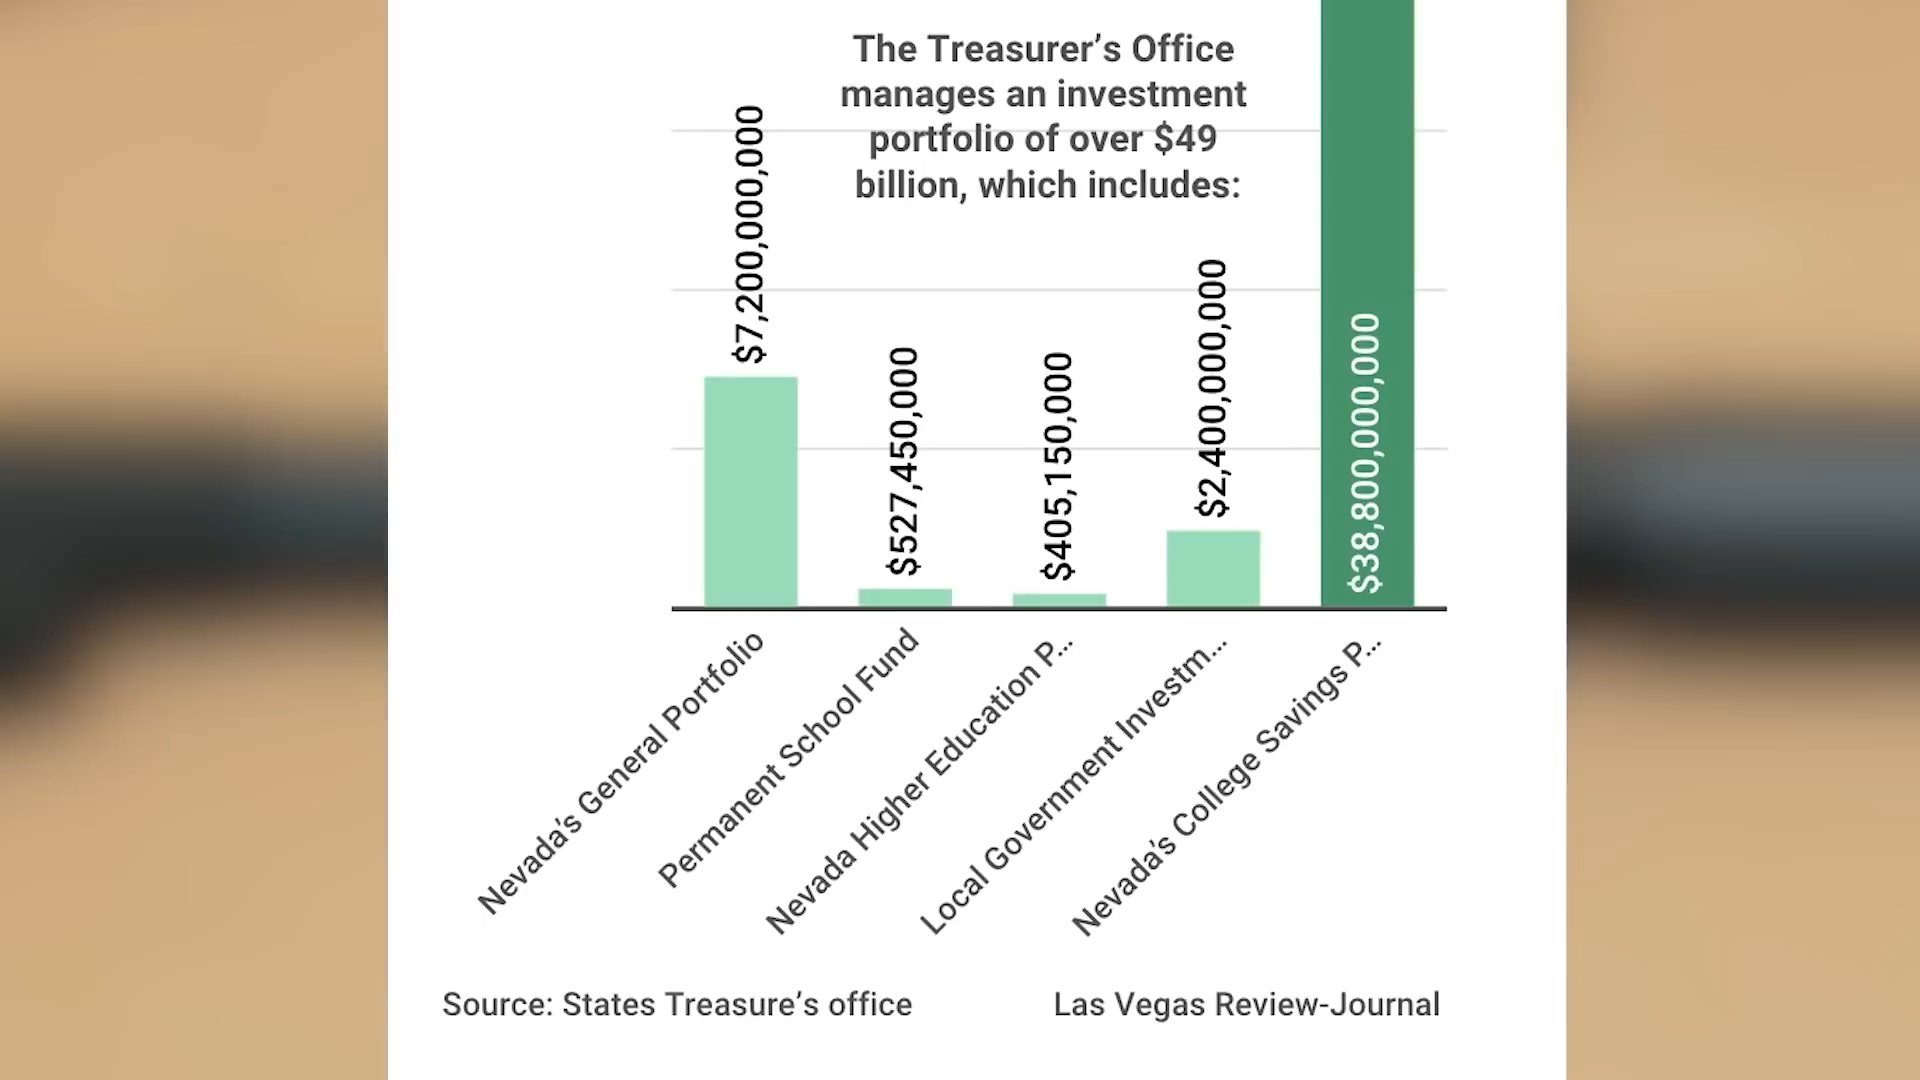 The Treasurer’s Office
manages an investment
portfolio of over $49
billion, which includes:
$7,200,000,000
$527,450,000
$405,150,000
$2,400,000,000
$38,800,000,000
Nevada’s General Portfolio
Permanent School Fund
Nevada Higher Education P...
Local Government Investm...
Nevada’s College Savings P...
Source: States Treasure’s office
Las Vegas Review-Journal